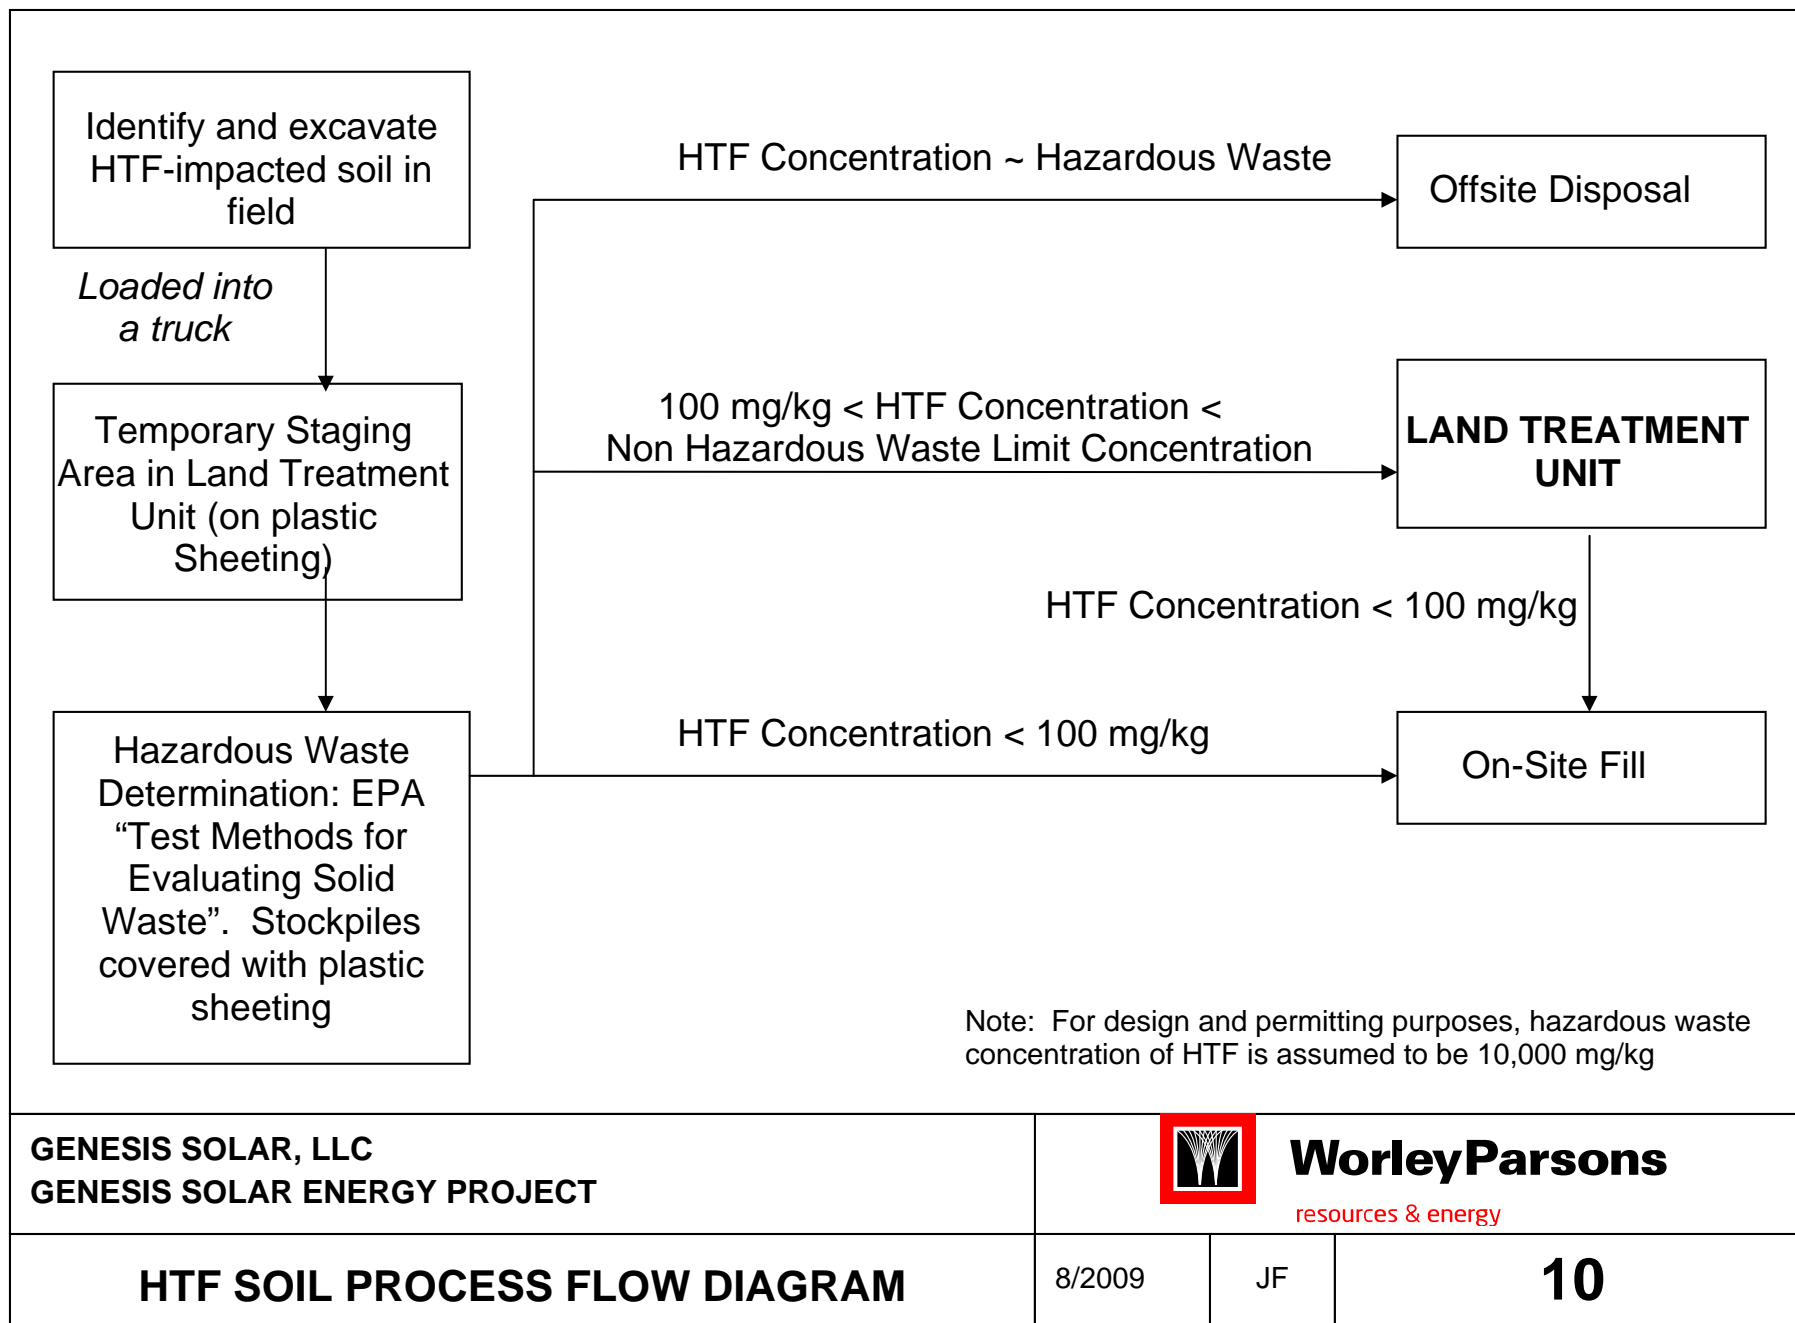 Identify and excavate
HTF-impacted soil in
field
Loaded into
a truck
Temporary Staging
Area in Land Treatment
Unit (on plastic
Sheeting)
Hazardous Waste
Determination: EPA
“Test Methods for
Evaluating Solid
Waste”.  Stockpiles
covered with plastic
sheeting
HTF Concentration ~ Hazardous Waste
Offsite Disposal
100 mg/kg < HTF Concentration <
Non Hazardous Waste Limit Concentration
LAND TREATMENT
UNIT
HTF Concentration < 100 mg/kg
HTF Concentration < 100 mg/kg
On-Site Fill
Note:  For design and permitting purposes, hazardous waste
concentration of HTF is assumed to be 10,000 mg/kg
GENESIS SOLAR, LLC
GENESIS SOLAR ENERGY PROJECT
WorleyParsons
resources & energy
HTF SOIL PROCESS FLOW DIAGRAM
8/2009
JF
10